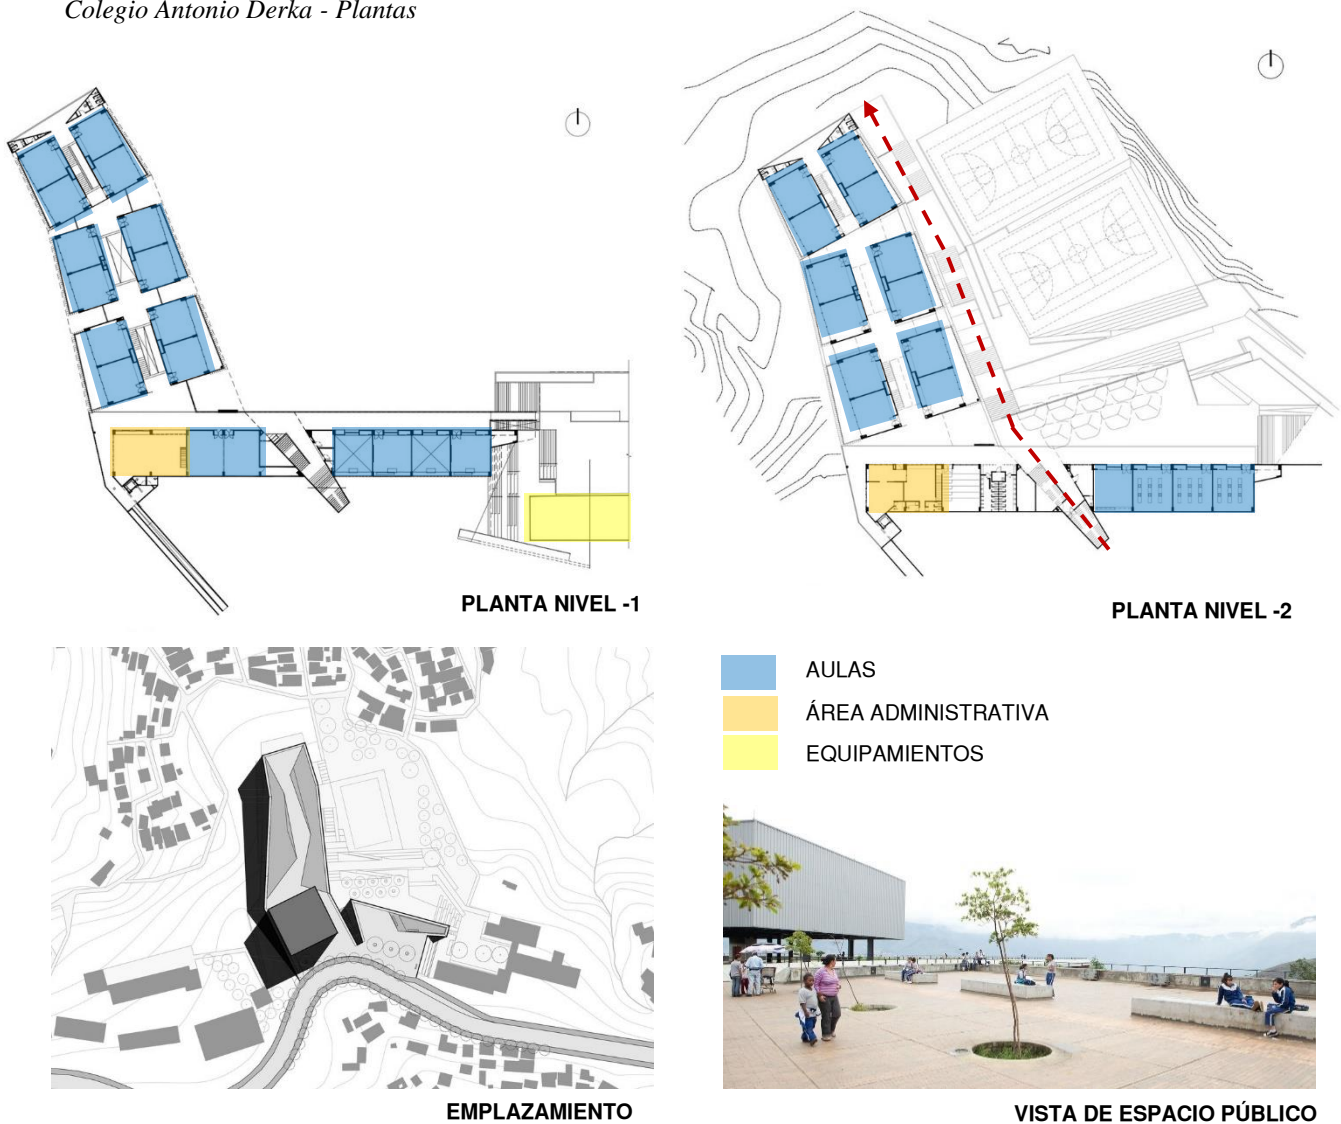 Colegio Antonio Derka - Plantas
PLANTA NIVEL -1
PLANTA NIVEL -2
AULAS
ÁREA ADMINISTRATIVA
EQUIPAMIENTOS
EMPLAZAMIENTO
VISTA DE ESPACIO PÚBLICO